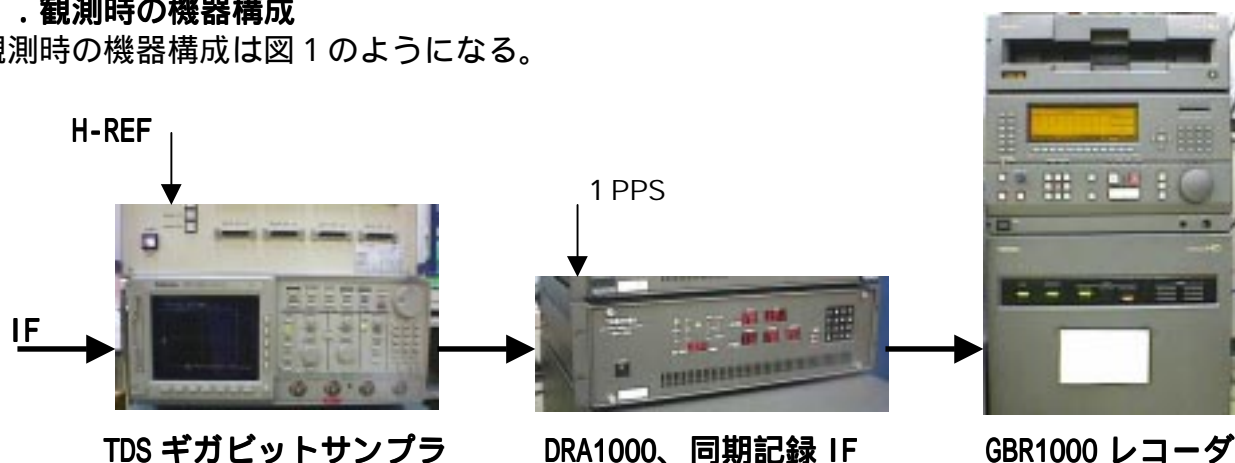 ．観測時の機器構成
観測時の機器構成は図１のようになる。
H-REF
1 PPS
IF
TDS ギガビットサンプラ
DRA1000、同期記録 IF
GBR1000 レコーダ